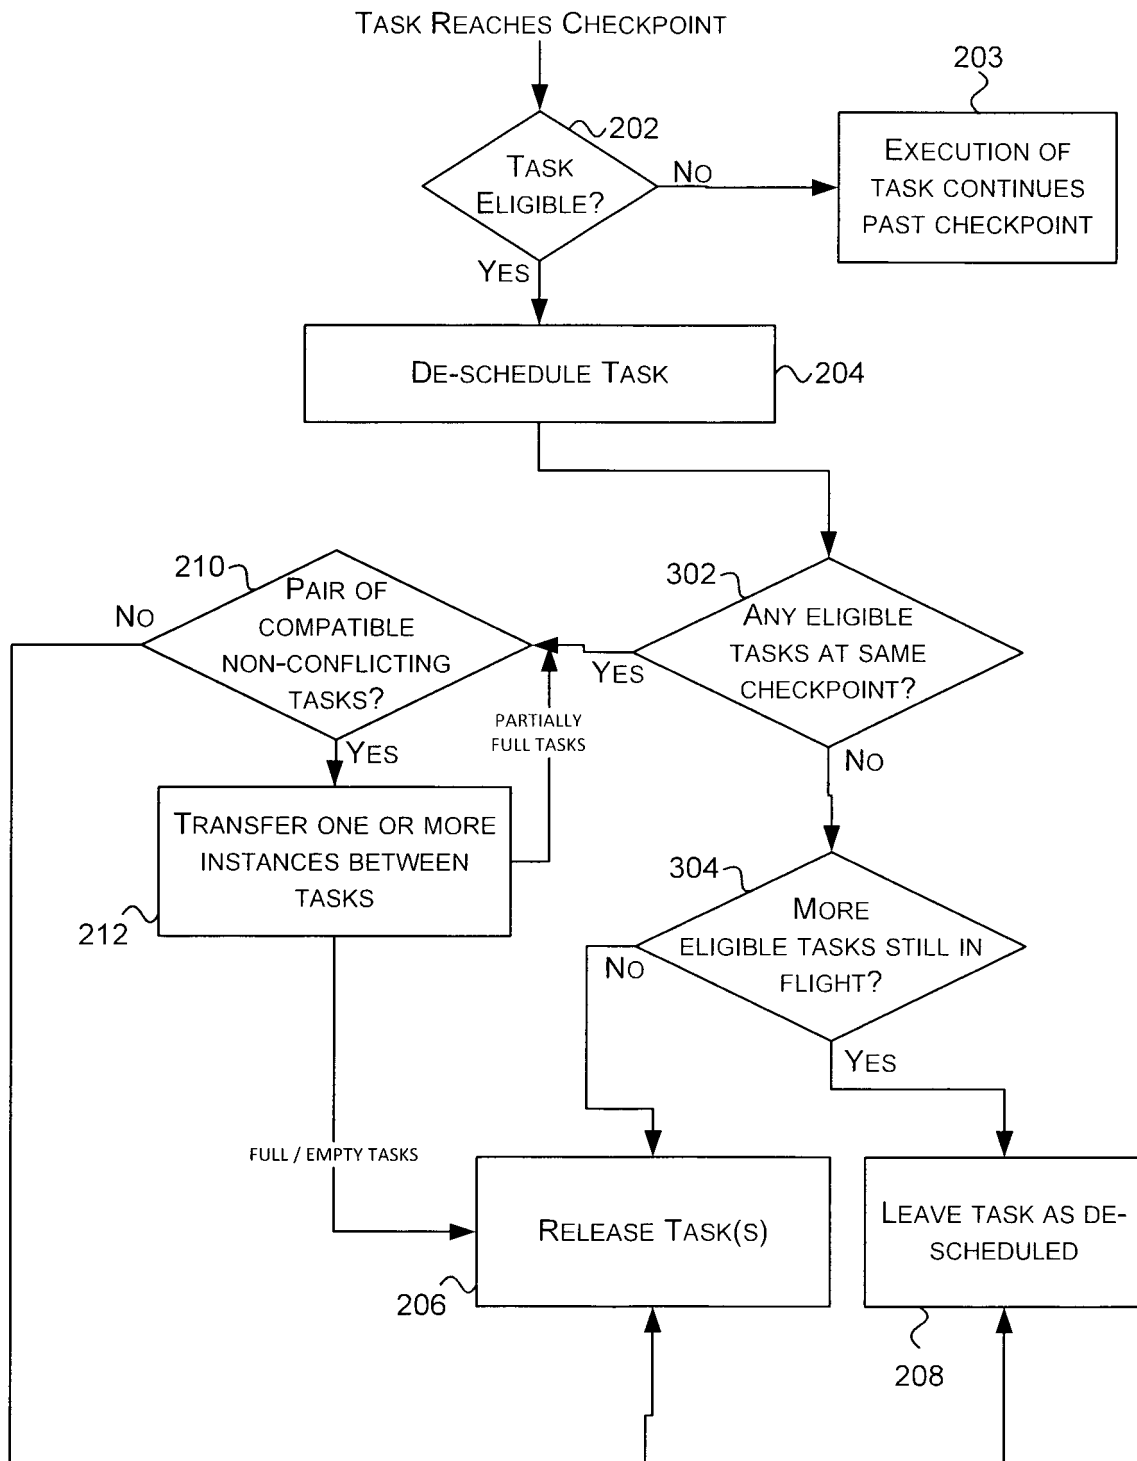 TASK REACHES CHECKPOINT
203
202
TASK
ELIGIBLE?
NO
EXECUTION OF
TASK CONTINUES
PAST CHECKPOINT
YES
DE-SCHEDULE TASK
204
210
NO
PAIR OF
COMPATIBLE
NON-CONFLICTING
TASKS?
302
ANY ELIGIBLE
TASKS AT SAME
CHECKPOINT?
YES
PARTIALLY
FULL TASKS
YES
NO
TRANSFER ONE OR MORE
INSTANCES BETWEEN
TASKS
212
304
MORE
ELIGIBLE TASKS STILL IN
FLIGHT?
NO
YES
FULL / EMPTY TASKS
RELEASE TASK(S)
206
LEAVE TASK AS DE-
SCHEDULED
208